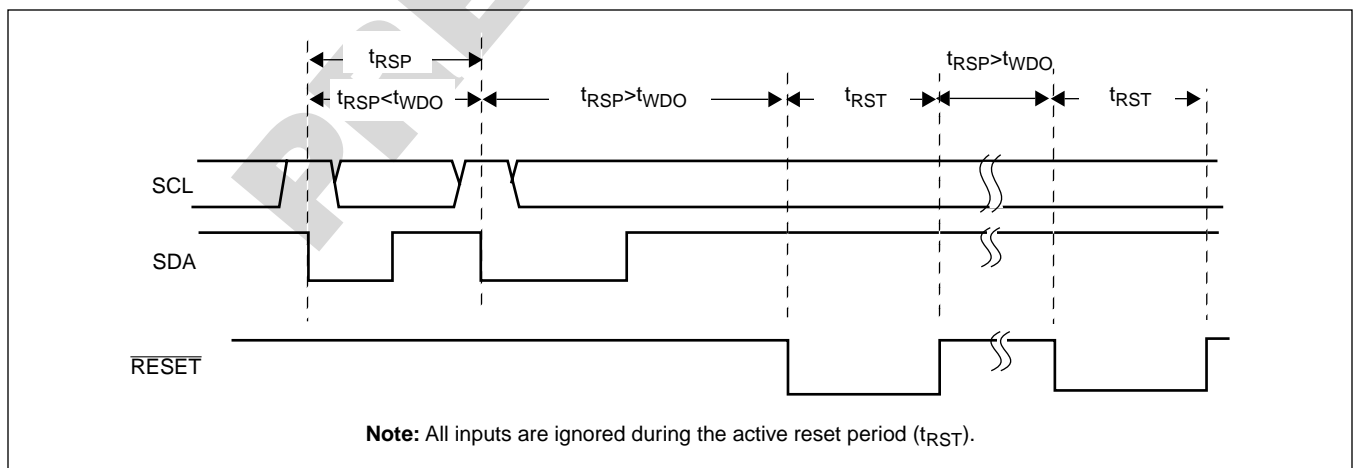 tRSP
tRSP>tWDO
tRSP<tWDO
tRSP>tWDO
tRST
tRST
SCL
SDA
RESET
Note: All inputs are ignored during the active reset period (tRST).